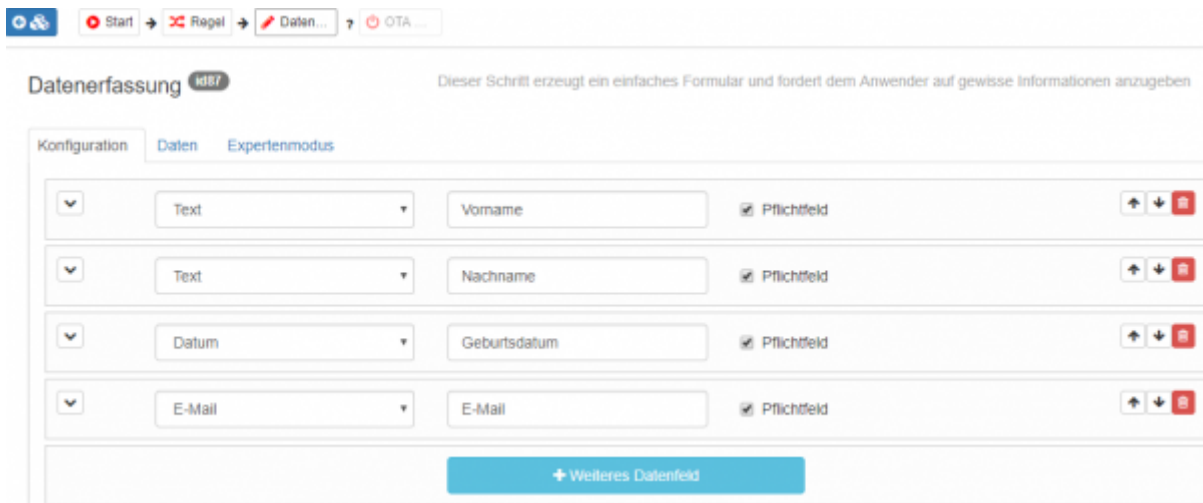 Start Regel Daten... ? OTA ...
Datenerfassung id87
Dieser Schritt erzeugt ein einfaches Formular und fordert dem Anwender auf gewisse Informationen anzugeben
Konfiguration Daten Expertenmodus
Text Vorname Pflichtfeld
Text Nachname Pflichtfeld
Datum Geburtsdatum Pflichtfeld
E-Mail E-Mail Pflichtfeld
+ Weiteres Datenfeld